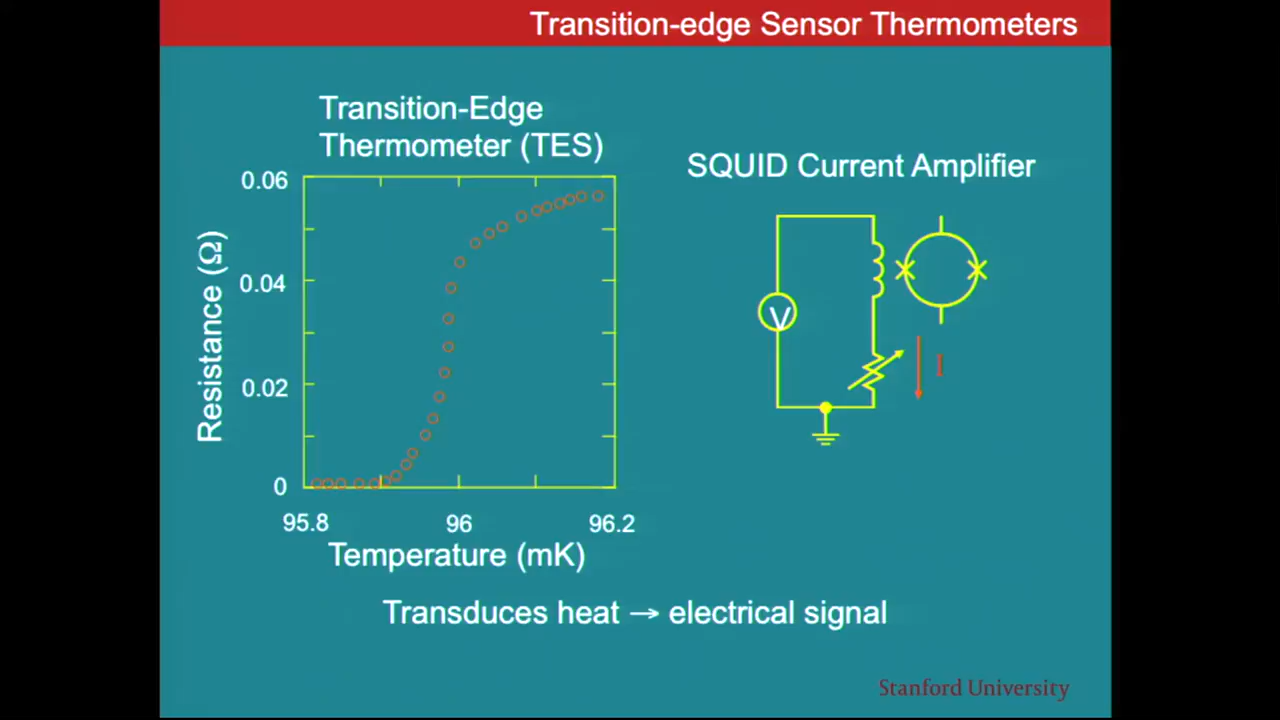 Transition-edge Sensor Thermometers
Transition-Edge
Thermometer (TES)
SQUID Current Amplifier
0.06
0.04
0.02
0
Resistance (Ω)
95.8
96
96.2
Temperature (mK)
V
I
Transduces heat → electrical signal
Stanford University